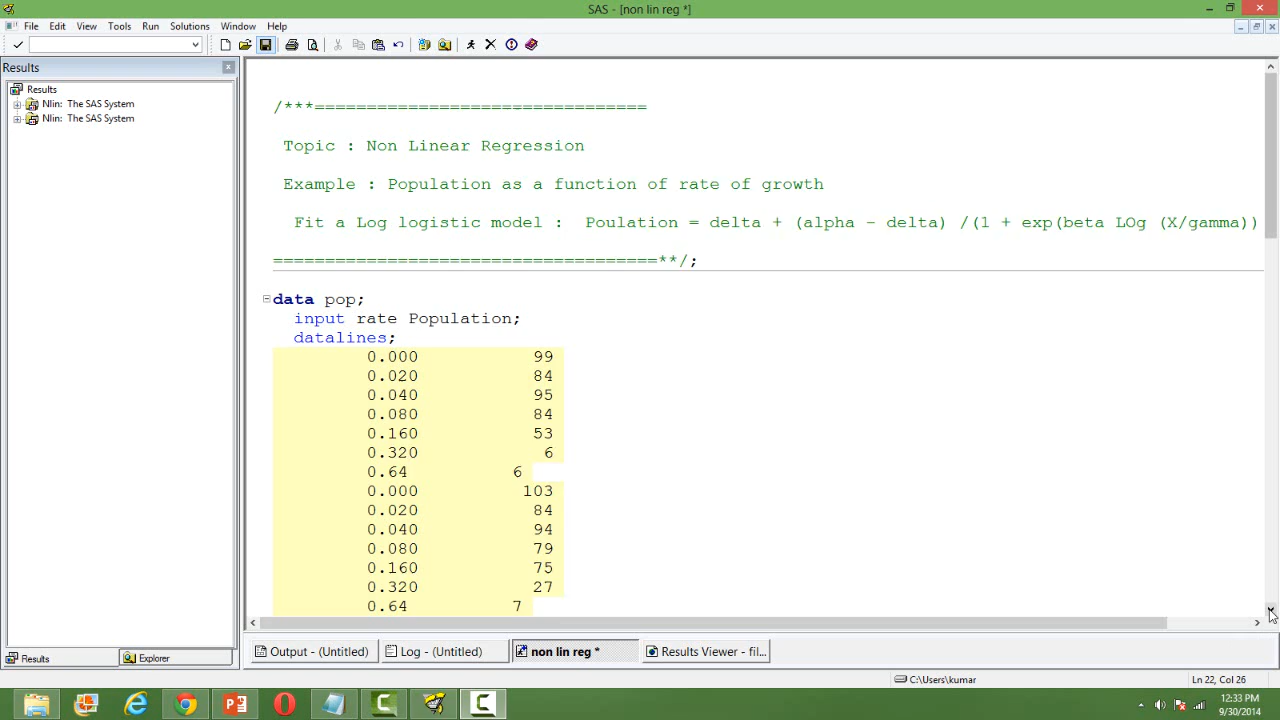 SAS - [non lin reg *]
File Edit View Tools Run Solutions Window Help
Results
Results
Nlin: The SAS System
Nlin: The SAS System
/***================================
Topic : Non Linear Regression
Example : Population as a function of rate of growth
Fit a Log logistic model : Poulation = delta + (alpha - delta) /(1 + exp(beta LOg (X/gamma))
=====================================**/;
data pop;
input rate Population;
datalines;
0.000 99
0.020 84
0.040 95
0.080 84
0.160 53
0.320 6
0.64 6
0.000 103
0.020 84
0.040 94
0.080 79
0.160 75
0.320 27
0.64 7
Results Explorer
Output - (Untitled) Log - (Untitled) non lin reg * Results Viewer - fil...
C:\Users\kumar Ln 22, Col 26
12:33 PM
9/30/2014